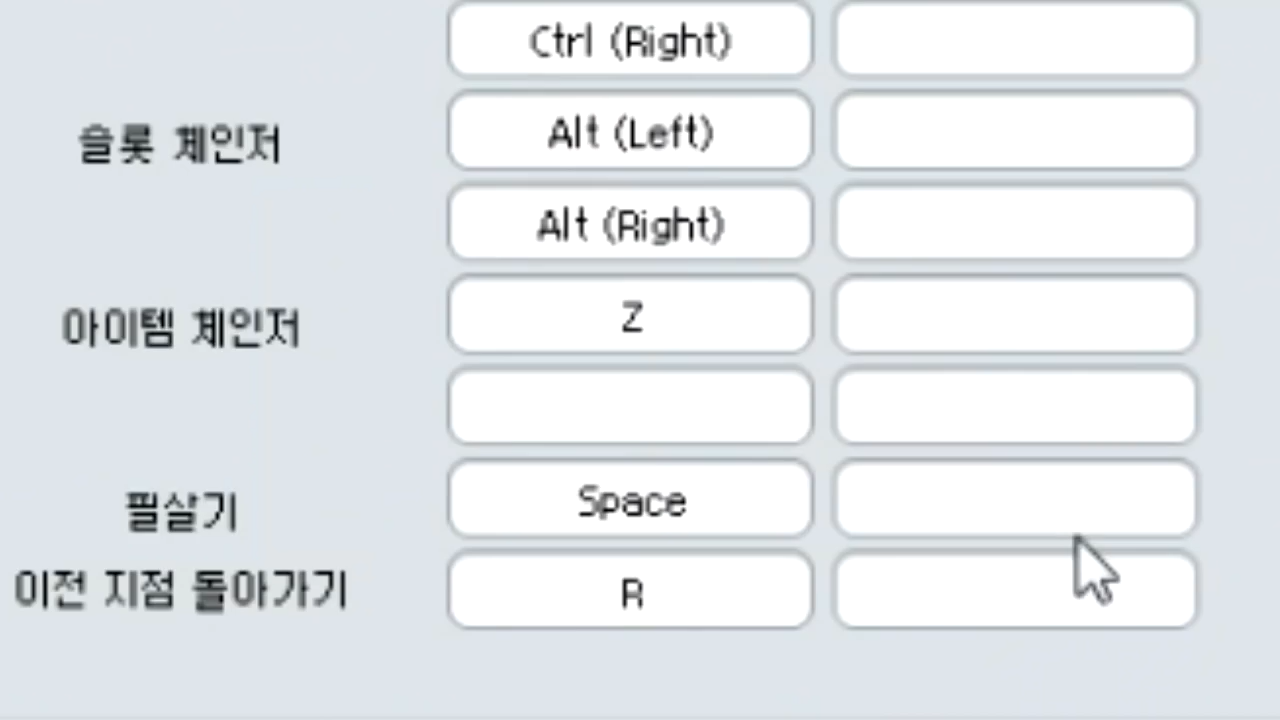 Ctrl (Right)
슬롯 체인저
Alt (Left)
Alt (Right)
아이템 체인저
Z
필살기
Space
이전 지점 돌아가기
R